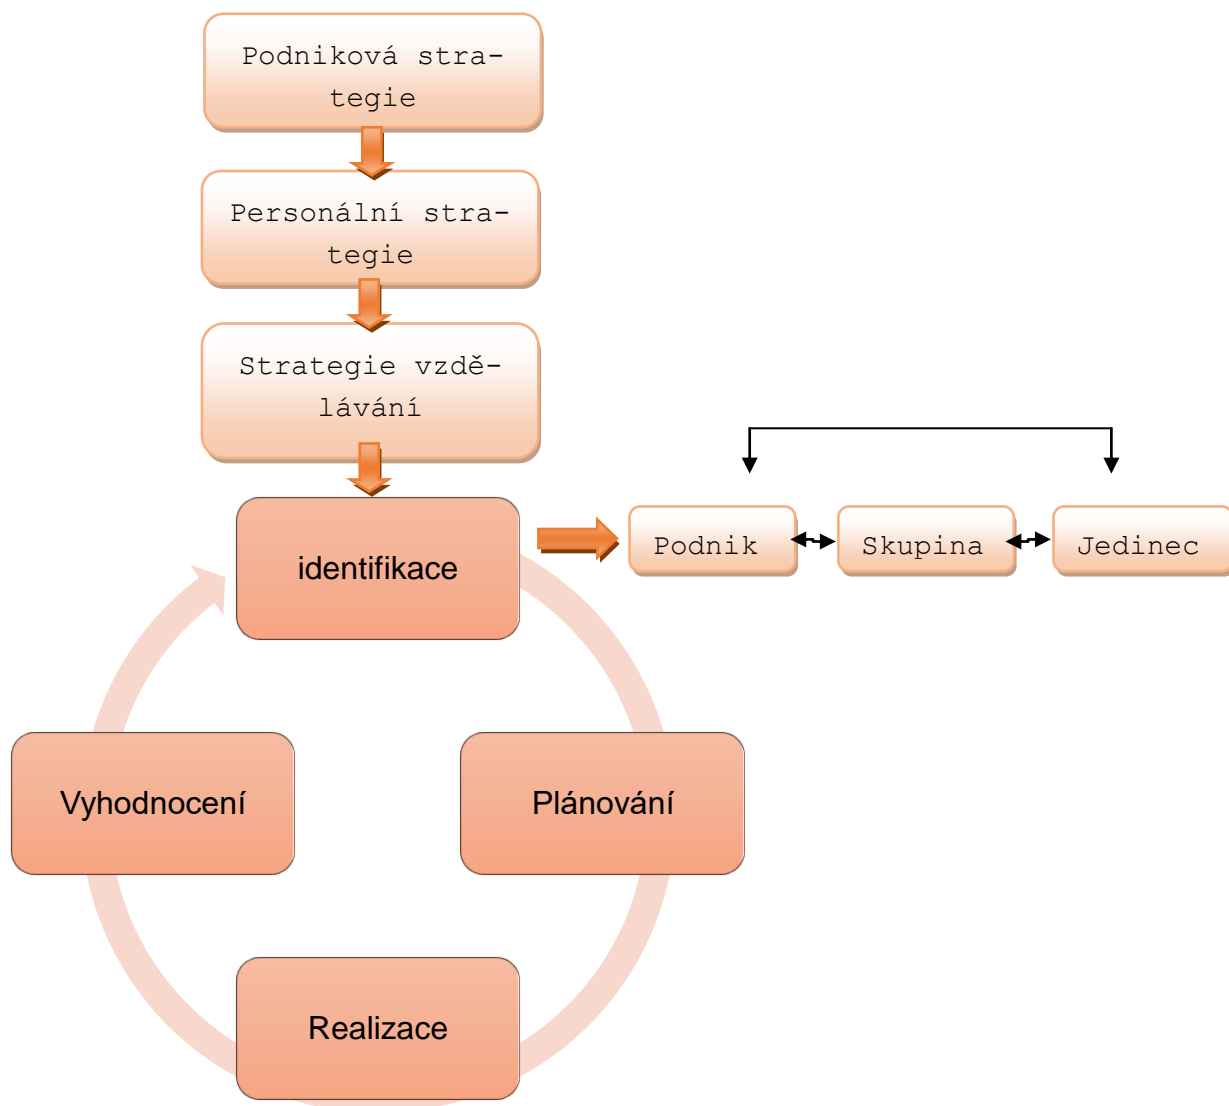 Podniková stra-
tegie
Personální stra-
tegie
Strategie vzdě-
lávání
identifikace
Podnik
Skupina
Jedinec
Vyhodnocení
Plánování
Realizace